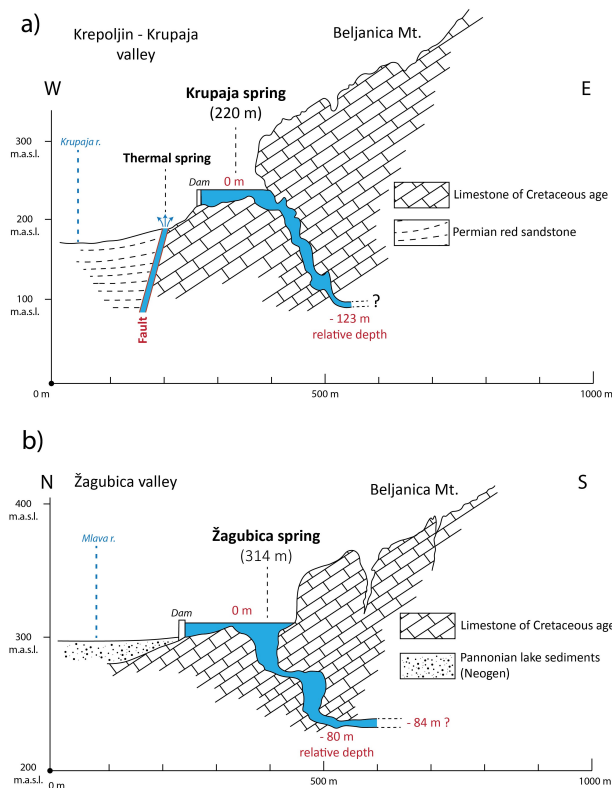 a)
Krepoljin - Krupaja
valley
Beljanica Mt.
W
E
Krupaja spring
(220 m)
300
m.a.s.l.
Krupaja r.
Thermal spring
Dam
0 m
Limestone of Cretaceous age
200
m.a.s.l.
Permian red sandstone
100
m.a.s.l.
?
- 123 m
relative depth
Fault
0 m
500 m
1000 m
b)
N
Žagubica valley
Beljanica Mt.
S
400
m.a.s.l.
Mlava r.
Žagubica spring
(314 m)
Dam
0 m
Limestone of Cretaceous age
300
m.a.s.l.
Pannonian lake sediments
(Neogen)
- 84 m ?
- 80 m
relative depth
200
m.a.s.l.
0 m
500 m
1000 m